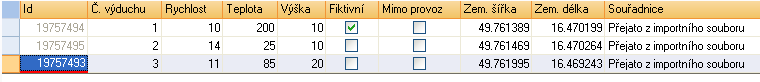 Id Č. výduchu Rychlost Teplota Výška Fiktivní Mimo provoz Zem. šířka Zem. délka Souřadnice
19757494 1 10 200 10 49.761389 16.470199 Přejato z importního souboru
19757495 2 14 25 10 49.761469 16.470264 Přejato z importního souboru
19757493 3 11 85 20 49.761995 16.469243 Přejato z importního souboru